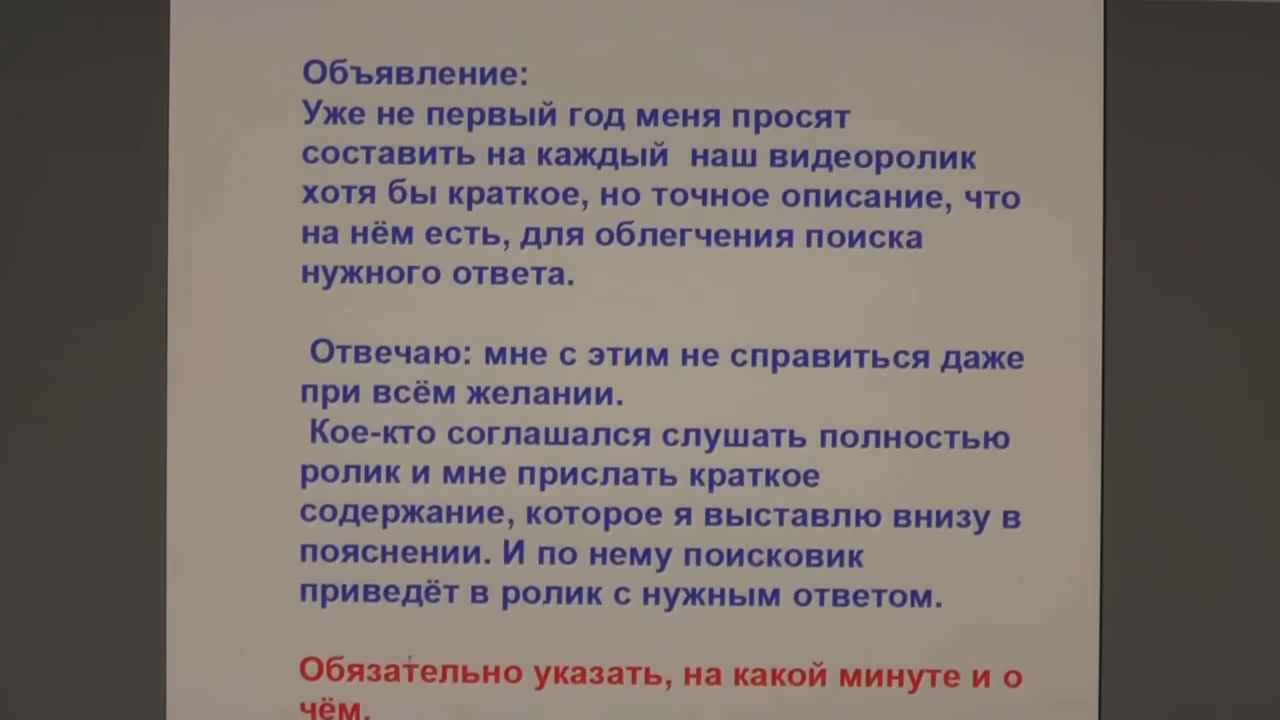 Объявление:
Уже не первый год меня просят
составить на каждый наш видеоролик
хотя бы краткое, но точное описание, что
на нём есть, для облегчения поиска
нужного ответа.
Отвечаю: мне с этим не справиться даже
при всём желании.
Кое-кто соглашался слушать полностью
ролик и мне прислать краткое
содержание, которое я выставлю внизу в
пояснении. И по нему поисковик
приведёт в ролик с нужным ответом.
Обязательно указать, на какой минуте и о
чём.